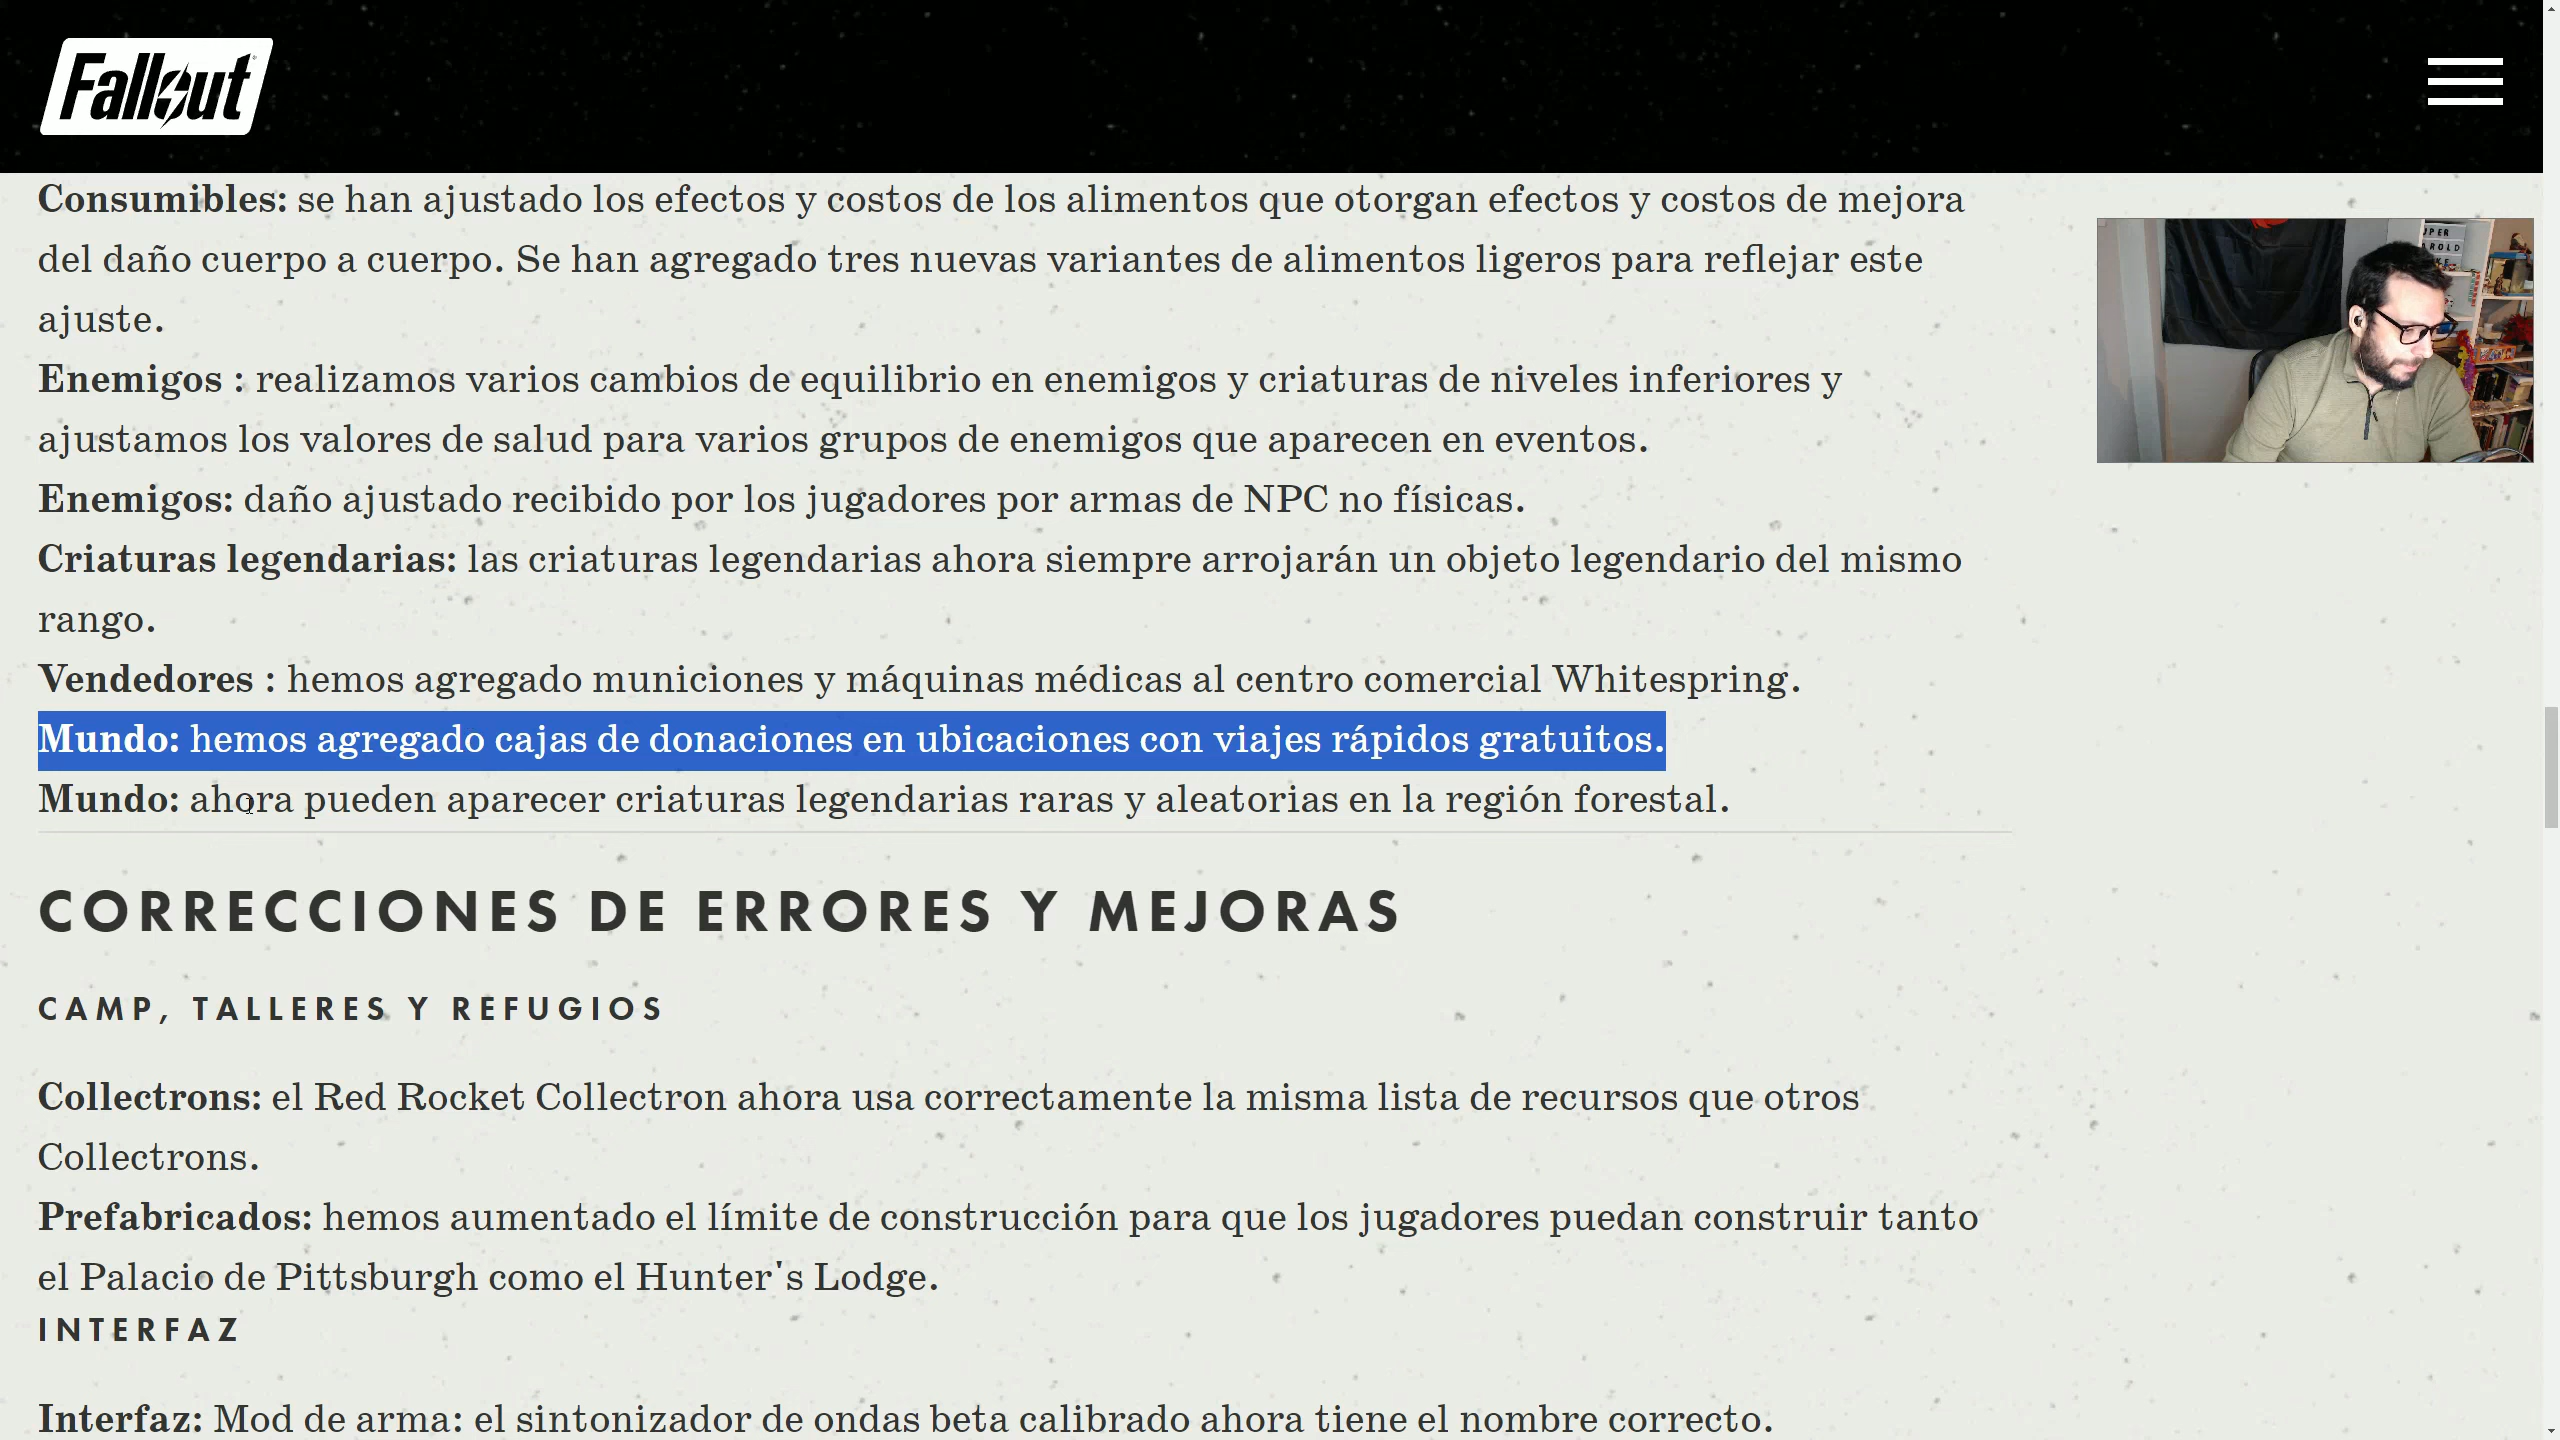 Fallout
Consumibles: se han ajustado los efectos y costos de los alimentos que otorgan efectos y costos de mejora
del daño cuerpo a cuerpo. Se han agregado tres nuevas variantes de alimentos ligeros para reflejar este
ajuste.
Enemigos : realizamos varios cambios de equilibrio en enemigos y criaturas de niveles inferiores y
ajustamos los valores de salud para varios grupos de enemigos que aparecen en eventos.
Enemigos: daño ajustado recibido por los jugadores por armas de NPC no físicas.
Criaturas legendarias: las criaturas legendarias ahora siempre arrojarán un objeto legendario del mismo
rango.
Vendedores : hemos agregado municiones y máquinas médicas al centro comercial Whitespring.
Mundo: hemos agregado cajas de donaciones en ubicaciones con viajes rápidos gratuitos.
Mundo: ahora pueden aparecer criaturas legendarias raras y aleatorias en la región forestal.
CORRECCIONES DE ERRORES Y MEJORAS
CAMP, TALLERES Y REFUGIOS
Collectrons: el Red Rocket Collectron ahora usa correctamente la misma lista de recursos que otros
Collectrons.
Prefabricados: hemos aumentado el límite de construcción para que los jugadores puedan construir tanto
el Palacio de Pittsburgh como el Hunter's Lodge.
INTERFAZ
Interfaz: Mod de arma: el sintonizador de ondas beta calibrado ahora tiene el nombre correcto.